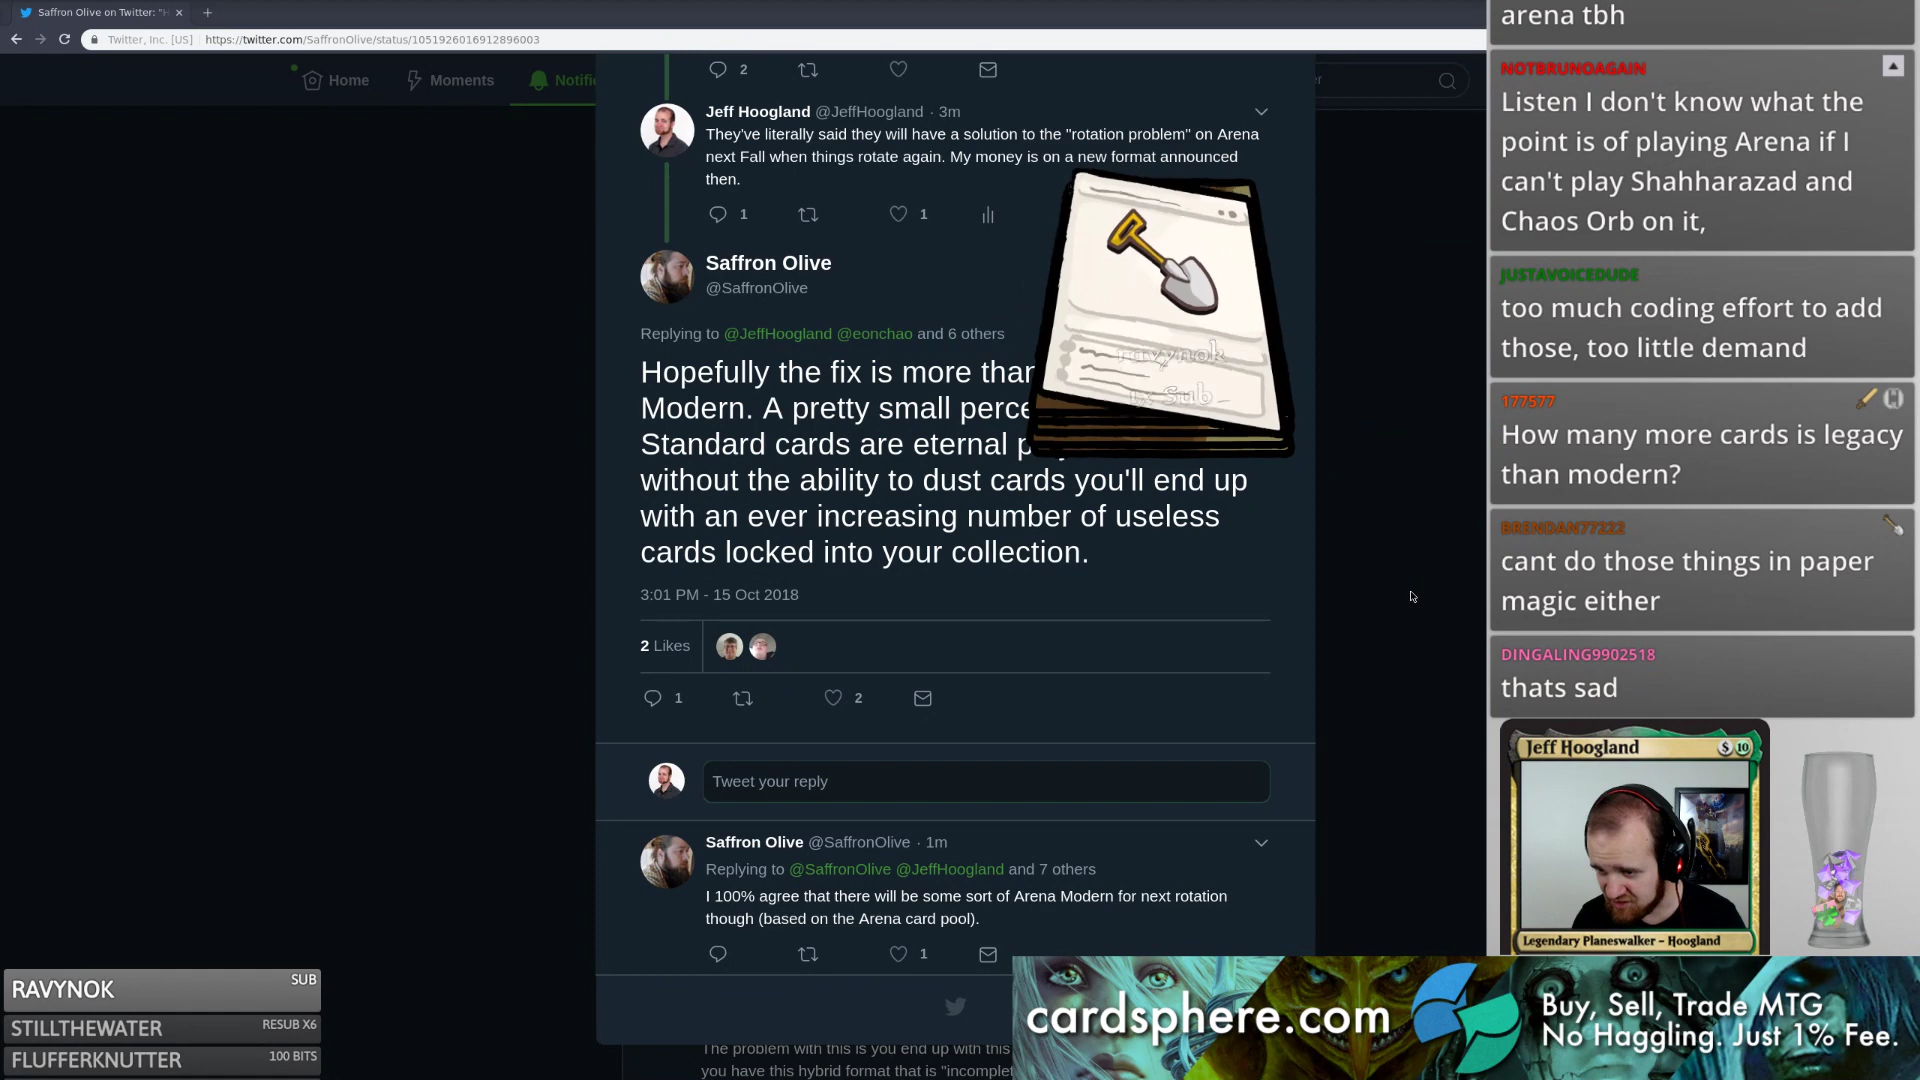 Saffron Olive on Twitter: "H
Twitter, Inc. [US]
https://twitter.com/SaffronOlive/status/1051926016912896003
Home
Moments
Notifi
2
Jeff Hoogland @JeffHoogland · 3m
They've literally said they will have a solution to the "rotation problem" on Arena
next Fall when things rotate again. My money is on a new format announced
then.
1
1
Saffron Olive
@SaffronOlive
Replying to @JeffHoogland @eonchao and 6 others
Hopefully the fix is more than
Modern. A pretty small perce
Standard cards are eternal
without the ability to dust cards you'll end up
with an ever increasing number of useless
cards locked into your collection.
3:01 PM - 15 Oct 2018
2 Likes
1
2
Tweet your reply
Saffron Olive @SaffronOlive · 1m
Replying to @SaffronOlive @JeffHoogland and 7 others
I 100% agree that there will be some sort of Arena Modern for next rotation
though (based on the Arena card pool).
1
The problem with this is you end up with this
you have this hybrid format that is "incomplet
ravynok
1x Sub
arena tbh
NOTBRUNOAGAIN
Listen I don't know what the
point is of playing Arena if I
can't play Shahharazad and
Chaos Orb on it,
JUSTAVOICEDUDE
too much coding effort to add
those, too little demand
177577
How many more cards is legacy
than modern?
BRENDAN77222
cant do those things in paper
magic either
DINGALING9902518
thats sad
Jeff Hoogland
$ 10
Legendary Planeswalker – Hoogland
RAVYNOK SUB
STILLTHEWATER RESUB X6
FLUFFERKNUTTER 100 BITS
cardsphere.com
Buy, Sell, Trade MTG
No Haggling. Just 1% Fee.